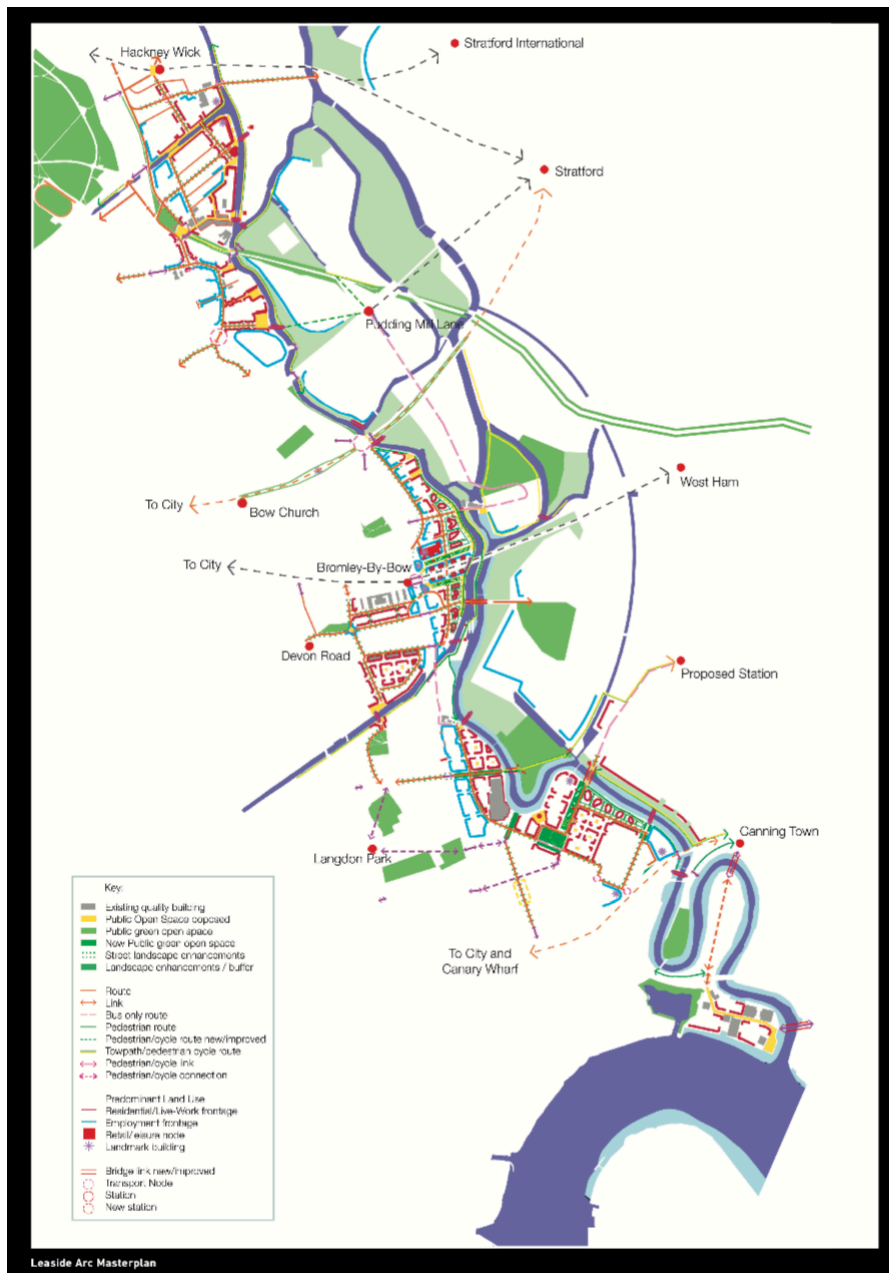 Hackney Wick
Stratford International
Stratford
Pudding Mill Lane
West Ham
To City
Bow Church
To City
Bromley-By-Bow
Devon Road
Proposed Station
Canning Town
Langdon Park
To City and
Canary Wharf
Key:
Existing quality building
Public Open Space
Public green open space
New Public green open space
Street landscape enhancements
Landscape enhancements / buffer
Route
Link
Bus only route
Pedestrian route
Pedestrian/cycle route new/improved
Towpath/pedestrian cycle route
Pedestrian/cycle link
Pedestrian/cycle connection
Predominant Land Use
Residential/Live-Work frontage
Employment frontage
Retail/leisure node
Landmark building
Bridge link new/improved
Transport Node
Station
New station
Leaside Arc Masterplan